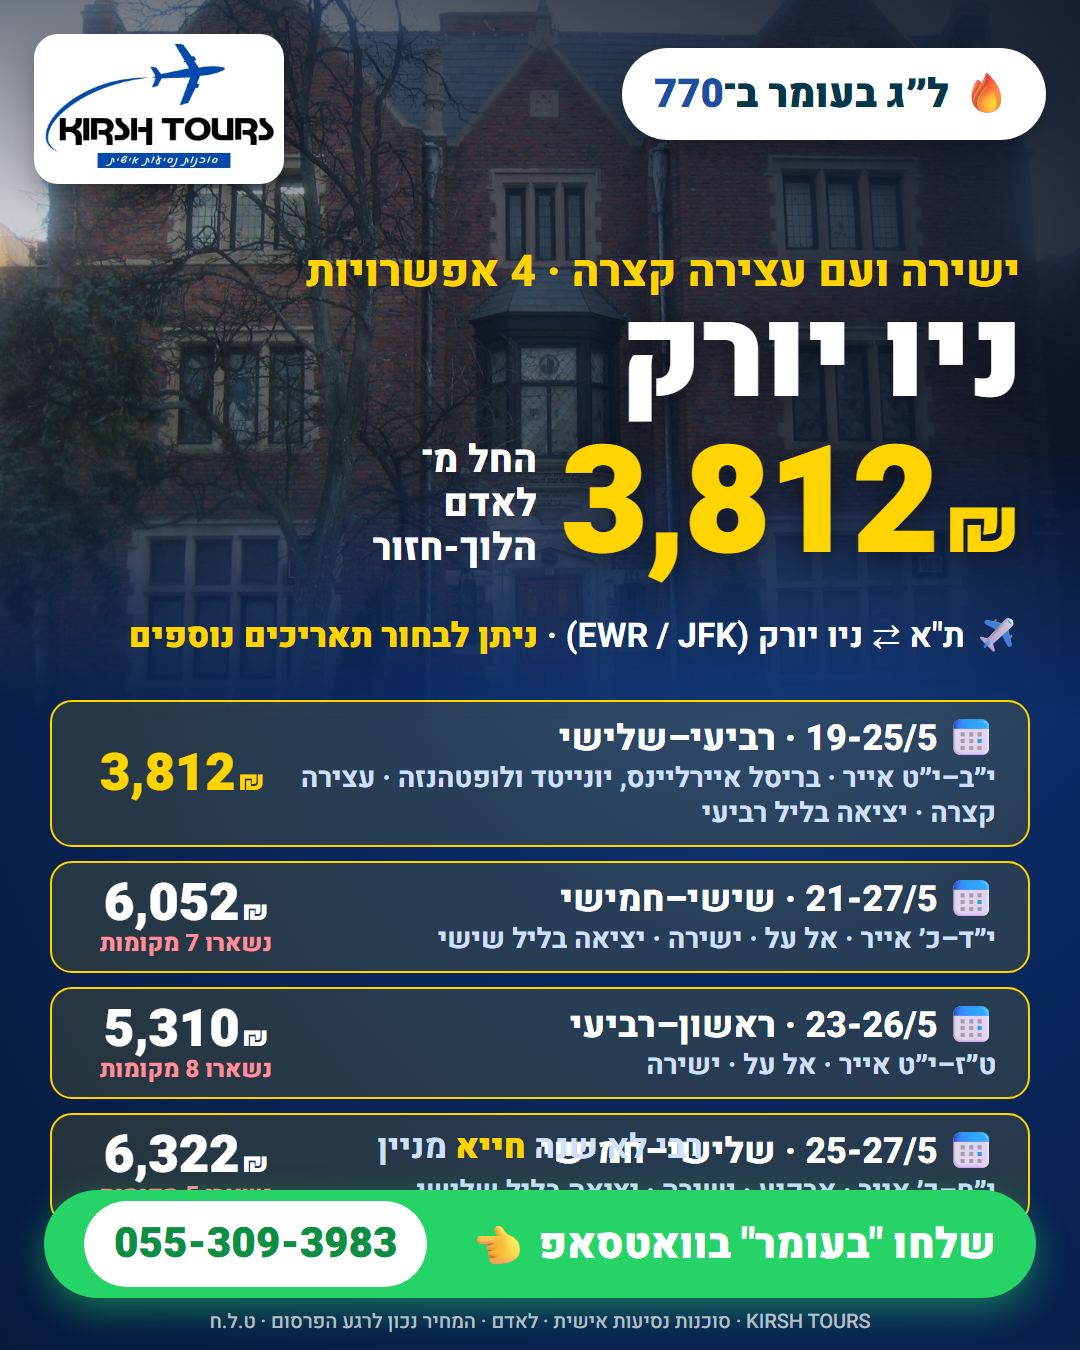 KIRSH TOURS
סוכנות נסיעות אישית
ל״ג בעומר ב־770
ישירה ועם עצירה קצרה · 4 אפשרויות
ניו יורק
₪3,812
החל מ־
לאדם
הלוך-חזור
ת"א ⇄ ניו יורק (EWR / JFK) · ניתן לבחור תאריכים נוספים
19-25/5 · רביעי–שלישי
י״ב–י״ט אייר · בריסל איירליינס, יונייטד ולופטהנזה · עצירה
קצרה · יציאה בליל רביעי
₪3,812
21-27/5 · שישי–חמישי
י״ד–כ׳ אייר · אל על · ישירה · יציאה בליל שישי
₪6,052
נשארו 7 מקומות
23-26/5 · ראשון–רביעי
ט״ז–י״ט אייר · אל על · ישירה
₪5,310
נשארו 8 מקומות
25-27/5 · שלישי–חמישי
₪6,322
חייא מניין
שלחו "בעומר" בוואטסאפ
055-309-3983
KIRSH TOURS · סוכנות נסיעות אישית · לאדם · המחיר נכון לרגע הפרסום · ט.ל.ח